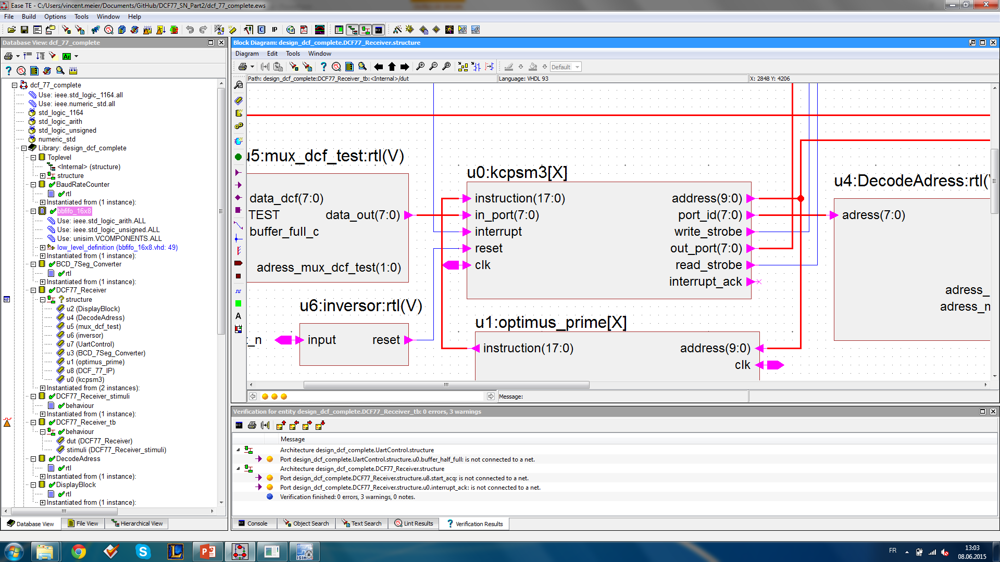 Ease TE - C:/Users/vincent.meier/Documents/GitHub/DCF77_SN_Part2/dcf_77_complete.ews
File Build Options Tools Window Help
IP
Database View: dcf_77_complete
dcf_77_complete
Use: ieee.std_logic_1164.all
Use: ieee.numeric_std.all
std_logic_1164
std_logic_arith
std_logic_unsigned
numeric_std
Library: design_dcf_complete
Toplevel
<Internal> (structure)
structure
BaudRateCounter
rtl
Instantiated from (1 instance):
bbfifo_16x8
Use: ieee.std_logic_arith.ALL
Use: ieee.std_logic_unsigned.ALL
Use: unisim.VCOMPONENTS.ALL
low_level_definition (bbfifo_16x8.vhd: 49)
Instantiated from (1 instance):
BCD_7Seg_Converter
rtl
Instantiated from (1 instance):
DCF77_Receiver
structure
u2 (DisplayBlock)
u4 (DecodeAdress)
u5 (mux_dcf_test)
u6 (inversor)
u7 (UartControl)
u3 (BCD_7Seg_Converter)
u1 (optimus_prime)
u8 (DCF_77_IP)
u0 (kcpsm3)
Instantiated from (2 instances):
DCF77_Receiver_stimuli
behaviour
Instantiated from (1 instance):
DCF77_Receiver_tb
behaviour
dut (DCF77_Receiver)
stimuli (DCF77_Receiver_stimuli)
DecodeAdress
rtl
Instantiated from (1 instance):
DisplayBlock
rtl
Instantiated from (1 instance):
Database View File View Hierarchical View
Block Diagram: design_dcf_complete.DCF77_Receiver.structure
Diagram Edit Tools Window
Default
Path: design_dcf_complete:DCF77_Receiver_tb:<Internal>/dut Language: VHDL 93 X: 2848 Y: 4206
u5:mux_dcf_test:rtl(V)
data_dcf(7:0)
TEST data_out(7:0)
buffer_full_c
adress_mux_dcf_test(1:0)
u6:inversor:rtl(V)
t_n input reset
u0:kcpsm3[X]
instruction(17:0) address(9:0)
in_port(7:0) port_id(7:0)
interrupt write_strobe
reset out_port(7:0)
clk read_strobe
interrupt_ack
u1:optimus_prime[X]
instruction(17:0) address(9:0)
clk
u4:DecodeAdress:rtl(V
adress(7:0)
adress_
adress_n
Message:
Verification for entity design_dcf_complete.DCF77_Receiver_tb: 0 errors, 3 warnings
Message
Architecture design_dcf_complete.UartControl.structure
Port design_dcf_complete.UartControl.structure.u0.buffer_half_full: is not connected to a net.
Architecture design_dcf_complete.DCF77_Receiver.structure
Port design_dcf_complete.DCF77_Receiver.structure.u8.start_acq: is not connected to a net.
Port design_dcf_complete.DCF77_Receiver.structure.u0.interrupt_ack: is not connected to a net.
Verification finished: 0 errors, 3 warnings, 0 notes.
Console Object Search Text Search Lint Results Verification Results
FR
13:03
08.06.2015